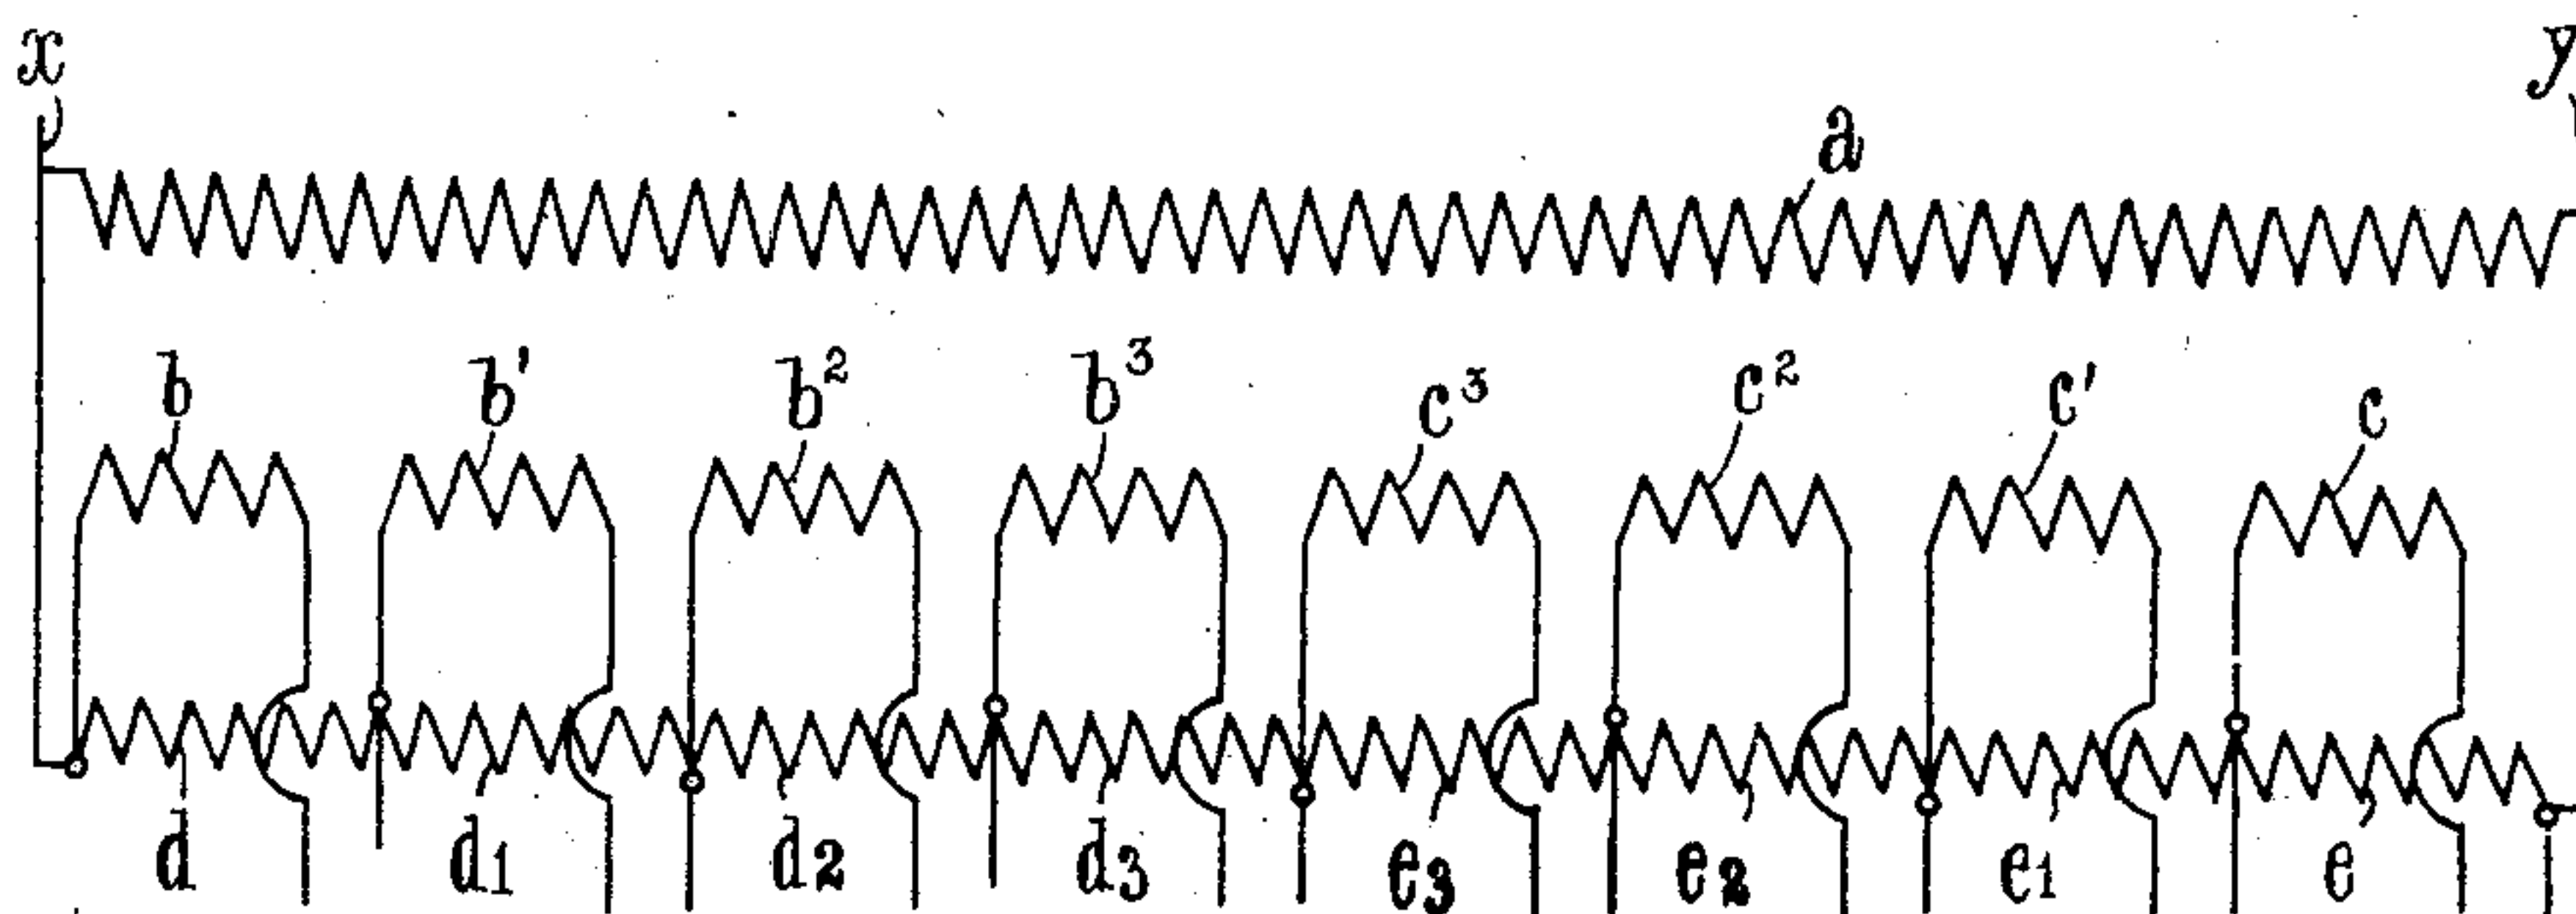 x y
a
b b' b² b³ c³ c² c' c
d d1 d2 d3 e3 e2 e1 e